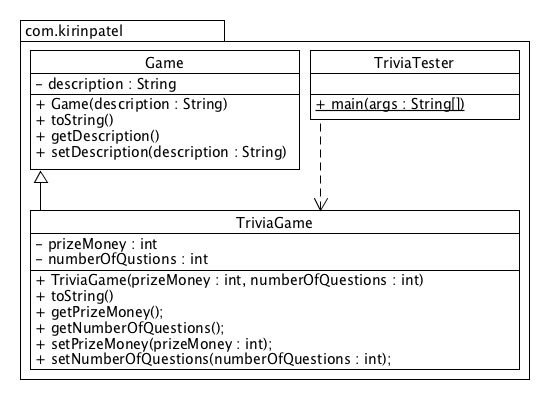 com.kirinpatel
Game
– description : String
+ Game(description : String)
+ toString()
+ getDescription()
+ setDescription(description : String)
TriviaTester
+ main(args : String[])
TriviaGame
– prizeMoney : int
– numberOfQustions : int
+ TriviaGame(prizeMoney : int, numberOfQuestions : int)
+ toString()
+ getPrizeMoney();
+ getNumberOfQuestions();
+ setPrizeMoney(prizeMoney : int);
+ setNumberOfQuestions(numberOfQuestions : int);